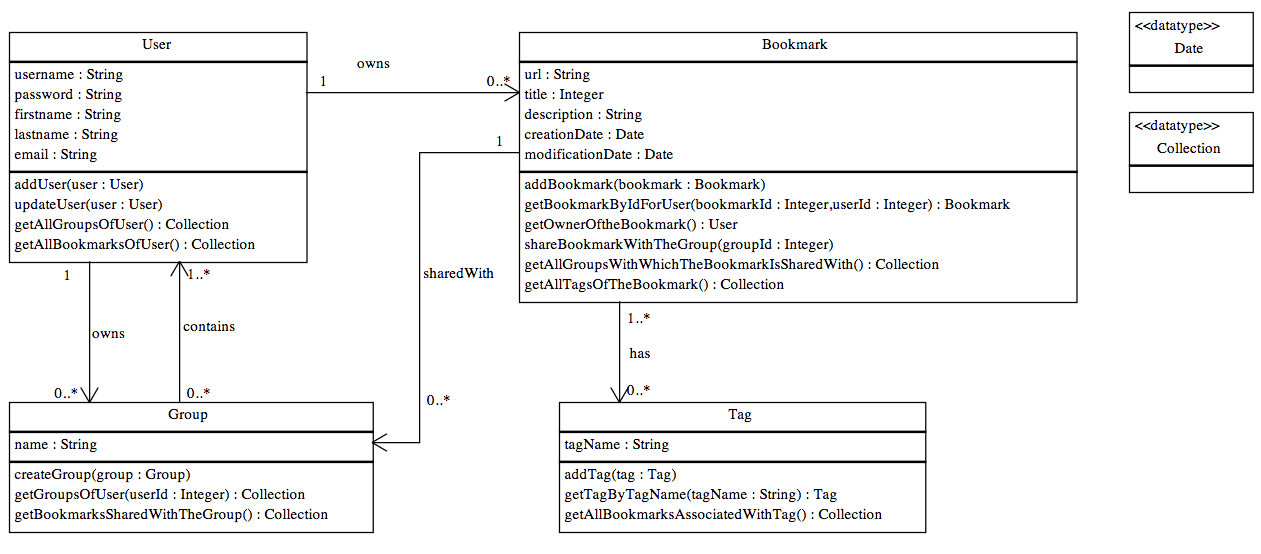 User
username : String
password : String
firstname : String
lastname : String
email : String
addUser(user : User)
updateUser(user : User)
getAllGroupsOfUser() : Collection
getAllBookmarksOfUser() : Collection
owns
1
0..*
Bookmark
url : String
title : Integer
description : String
creationDate : Date
modificationDate : Date
addBookmark(bookmark : Bookmark)
getBookmarkByIdForUser(bookmarkId : Integer,userId : Integer) : Bookmark
getOwnerOftheBookmark() : User
shareBookmarkWithTheGroup(groupId : Integer)
getAllGroupsWithWhichTheBookmarkIsSharedWith() : Collection
getAllTagsOfTheBookmark() : Collection
<<datatype>>
Date
<<datatype>>
Collection
1
sharedWith
0..*
1
owns
0..*
1..*
contains
0..*
1..*
has
0..*
Group
name : String
createGroup(group : Group)
getGroupsOfUser(userId : Integer) : Collection
getBookmarksSharedWithTheGroup() : Collection
Tag
tagName : String
addTag(tag : Tag)
getTagByTagName(tagName : String) : Tag
getAllBookmarksAssociatedWithTag() : Collection